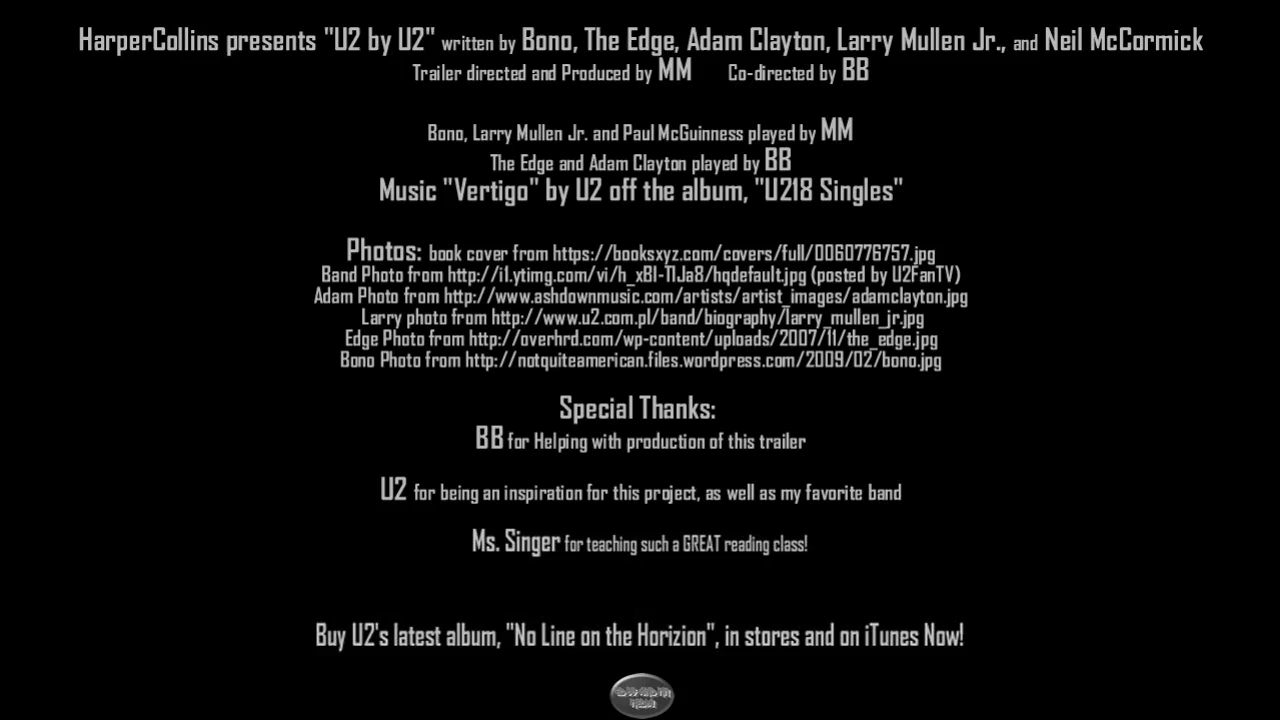 HarperCollins presents "U2 by U2" written by Bono, The Edge, Adam Clayton, Larry Mullen Jr., and Neil McCormick
Trailer directed and Produced by MM Co-directed by BB
Bono, Larry Mullen Jr. and Paul McGuinness played by MM
The Edge and Adam Clayton played by BB
Music "Vertigo" by U2 off the album, "U218 Singles"
Photos: book cover from https://booksxyz.com/covers/full/0060776757.jpg
Band Photo from http://i1.ytimg.com/vi/h_xBI-T1Ja8/hqdefault.jpg (posted by U2FanTV)
Adam Photo from http://www.ashdownmusic.com/artists/artist_images/adamclayton.jpg
Larry photo from http://www.u2.com.pl/band/biography/larry_mullen_jr.jpg
Edge Photo from http://overhrd.com/wp-content/uploads/2007/11/the_edge.jpg
Bono Photo from http://notquiteamerican.files.wordpress.com/2009/02/bono.jpg
Special Thanks:
BB for Helping with production of this trailer
U2 for being an inspiration for this project, as well as my favorite band
Ms. Singer for teaching such a GREAT reading class!
Buy U2's latest album, "No Line on the Horizion", in stores and on iTunes Now!